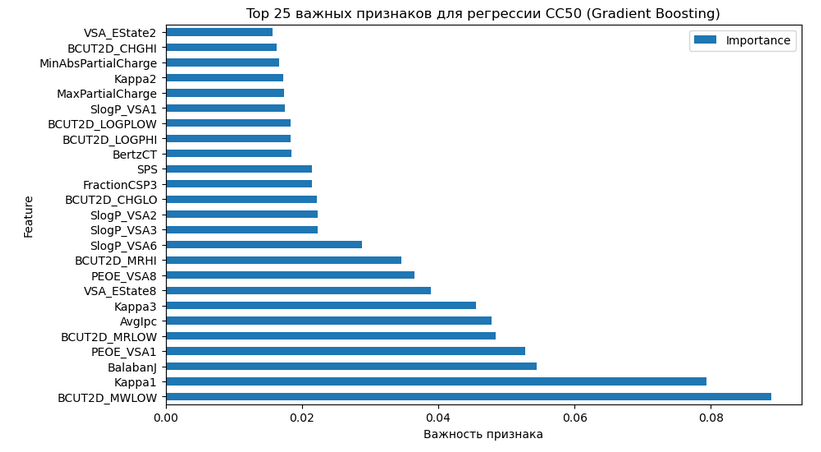 Top 25 важных признаков для регрессии CC50 (Gradient Boosting)
Importance
VSA_EState2
BCUT2D_CHGHI
MinAbsPartialCharge
Kappa2
MaxPartialCharge
SlogP_VSA1
BCUT2D_LOGPLOW
BCUT2D_LOGPHI
BertzCT
SPS
FractionCSP3
BCUT2D_CHGLO
SlogP_VSA2
SlogP_VSA3
SlogP_VSA6
BCUT2D_MRHI
PEOE_VSA8
VSA_EState8
Kappa3
AvgIpc
BCUT2D_MRLOW
PEOE_VSA1
BalabanJ
Kappa1
BCUT2D_MWLOW
Feature
0.00 0.02 0.04 0.06 0.08
Важность признака